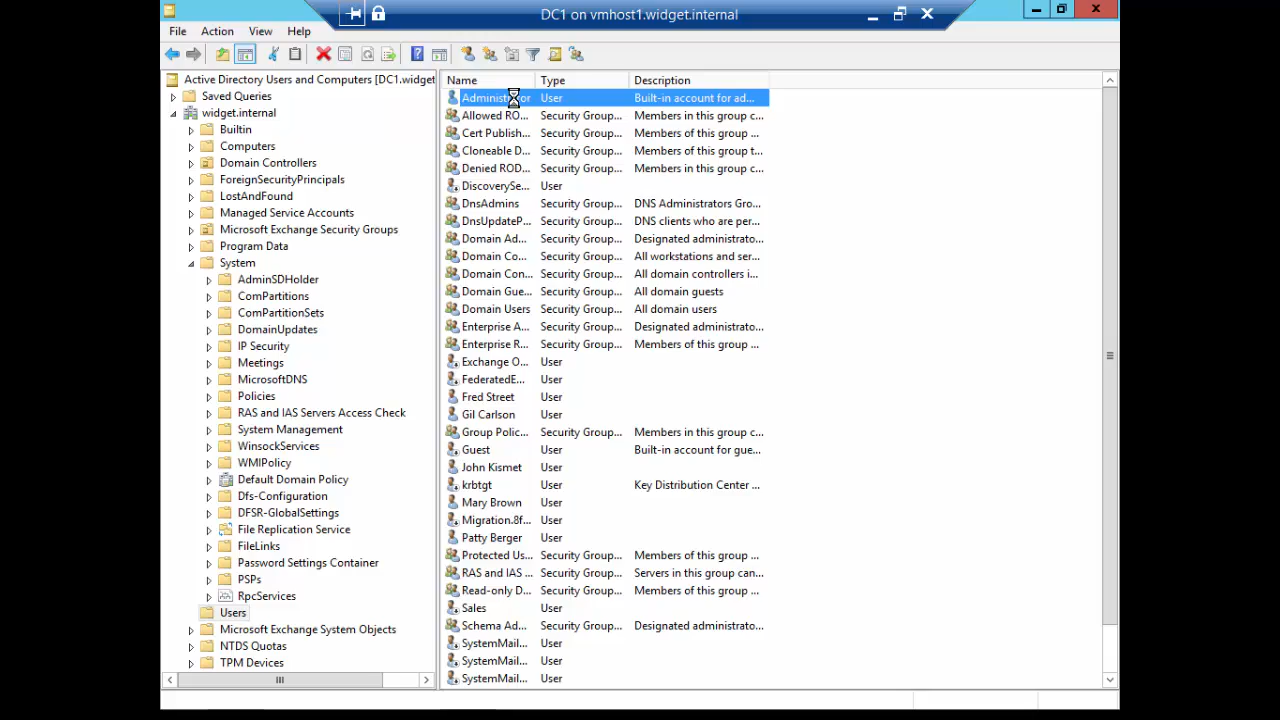 DC1 on vmhost1.widget.internal
File Action View Help
Active Directory Users and Computers [DC1.widget
Saved Queries
widget.internal
Builtin
Computers
Domain Controllers
ForeignSecurityPrincipals
LostAndFound
Managed Service Accounts
Microsoft Exchange Security Groups
Program Data
System
AdminSDHolder
ComPartitions
ComPartitionSets
DomainUpdates
IP Security
Meetings
MicrosoftDNS
Policies
RAS and IAS Servers Access Check
System Management
WinsockServices
WMIPolicy
Default Domain Policy
Dfs-Configuration
DFSR-GlobalSettings
File Replication Service
FileLinks
Password Settings Container
PSPs
RpcServices
Users
Microsoft Exchange System Objects
NTDS Quotas
TPM Devices
Name Type Description
Administrator User Built-in account for ad...
Allowed RO... Security Group... Members in this group c...
Cert Publish... Security Group... Members of this group ...
Cloneable D... Security Group... Members of this group t...
Denied ROD... Security Group... Members in this group c...
DiscoverySe... User
DnsAdmins Security Group... DNS Administrators Gro...
DnsUpdateP... Security Group... DNS clients who are per...
Domain Ad... Security Group... Designated administrato...
Domain Co... Security Group... All workstations and ser...
Domain Con... Security Group... All domain controllers i...
Domain Gue... Security Group... All domain guests
Domain Users Security Group... All domain users
Enterprise A... Security Group... Designated administrato...
Enterprise R... Security Group... Members of this group ...
Exchange O... User
FederatedE... User
Fred Street User
Gil Carlson User
Group Polic... Security Group... Members in this group c...
Guest User Built-in account for gue...
John Kismet User
krbtgt User Key Distribution Center ...
Mary Brown User
Migration.8f... User
Patty Berger User
Protected Us... Security Group... Members of this group ...
RAS and IAS ... Security Group... Servers in this group can...
Read-only D... Security Group... Members of this group ...
Sales User
Schema Ad... Security Group... Designated administrato...
SystemMail... User
SystemMail... User
SystemMail... User